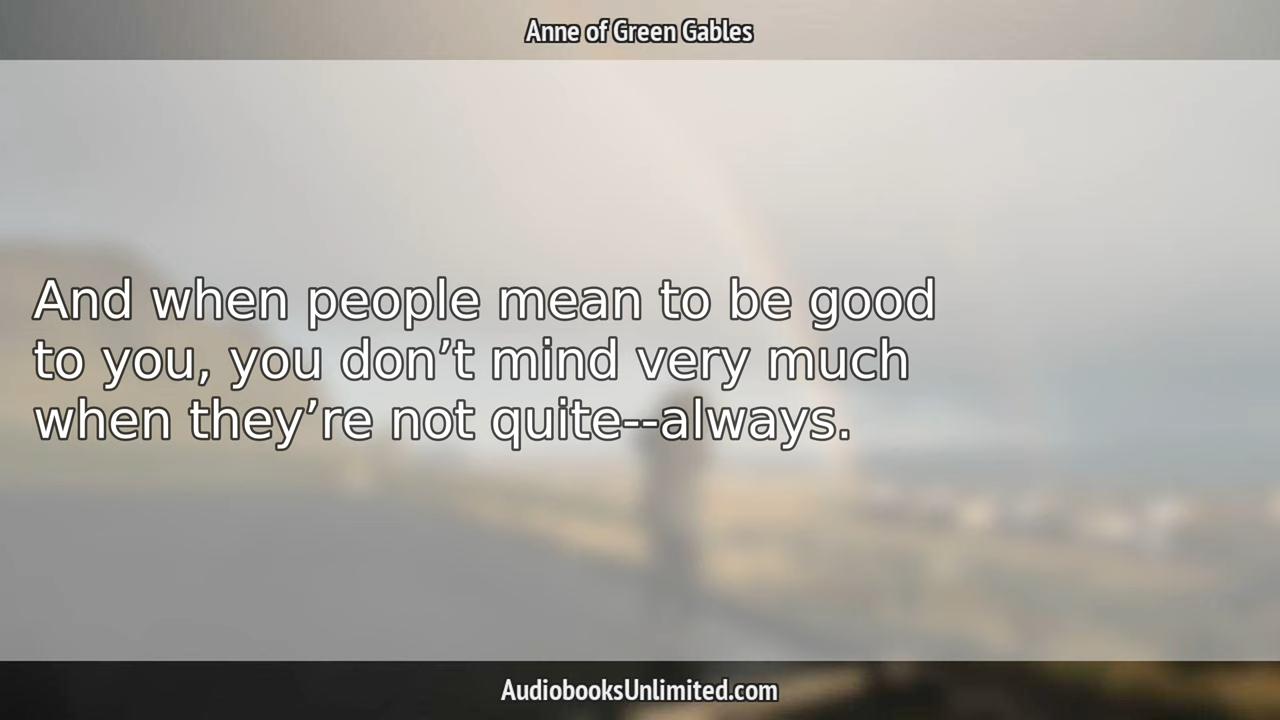 Anne of Green Gables
And when people mean to be good
to you, you don’t mind very much
when they’re not quite--always.
AudiobooksUnlimited.com